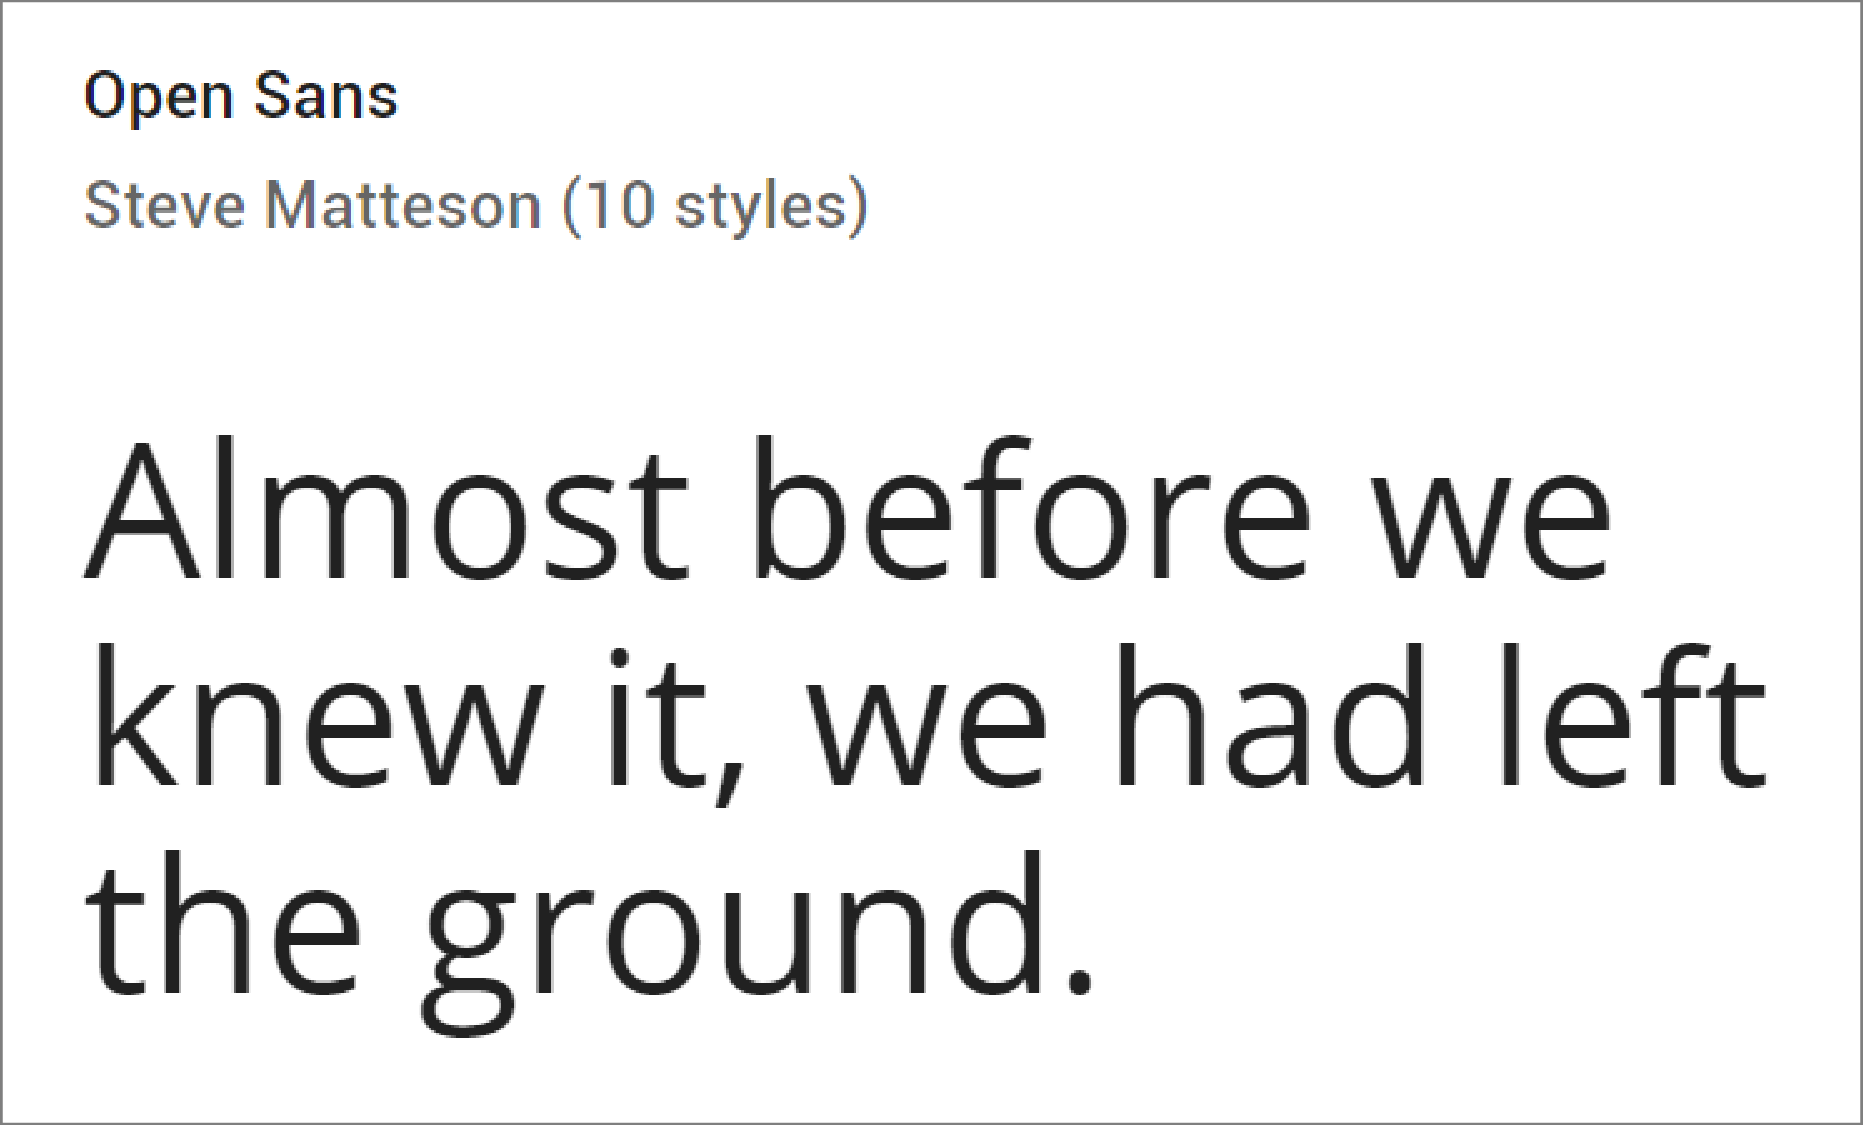 Open Sans
Steve Matteson (10 styles)
Almost before we
knew it, we had left
the ground.